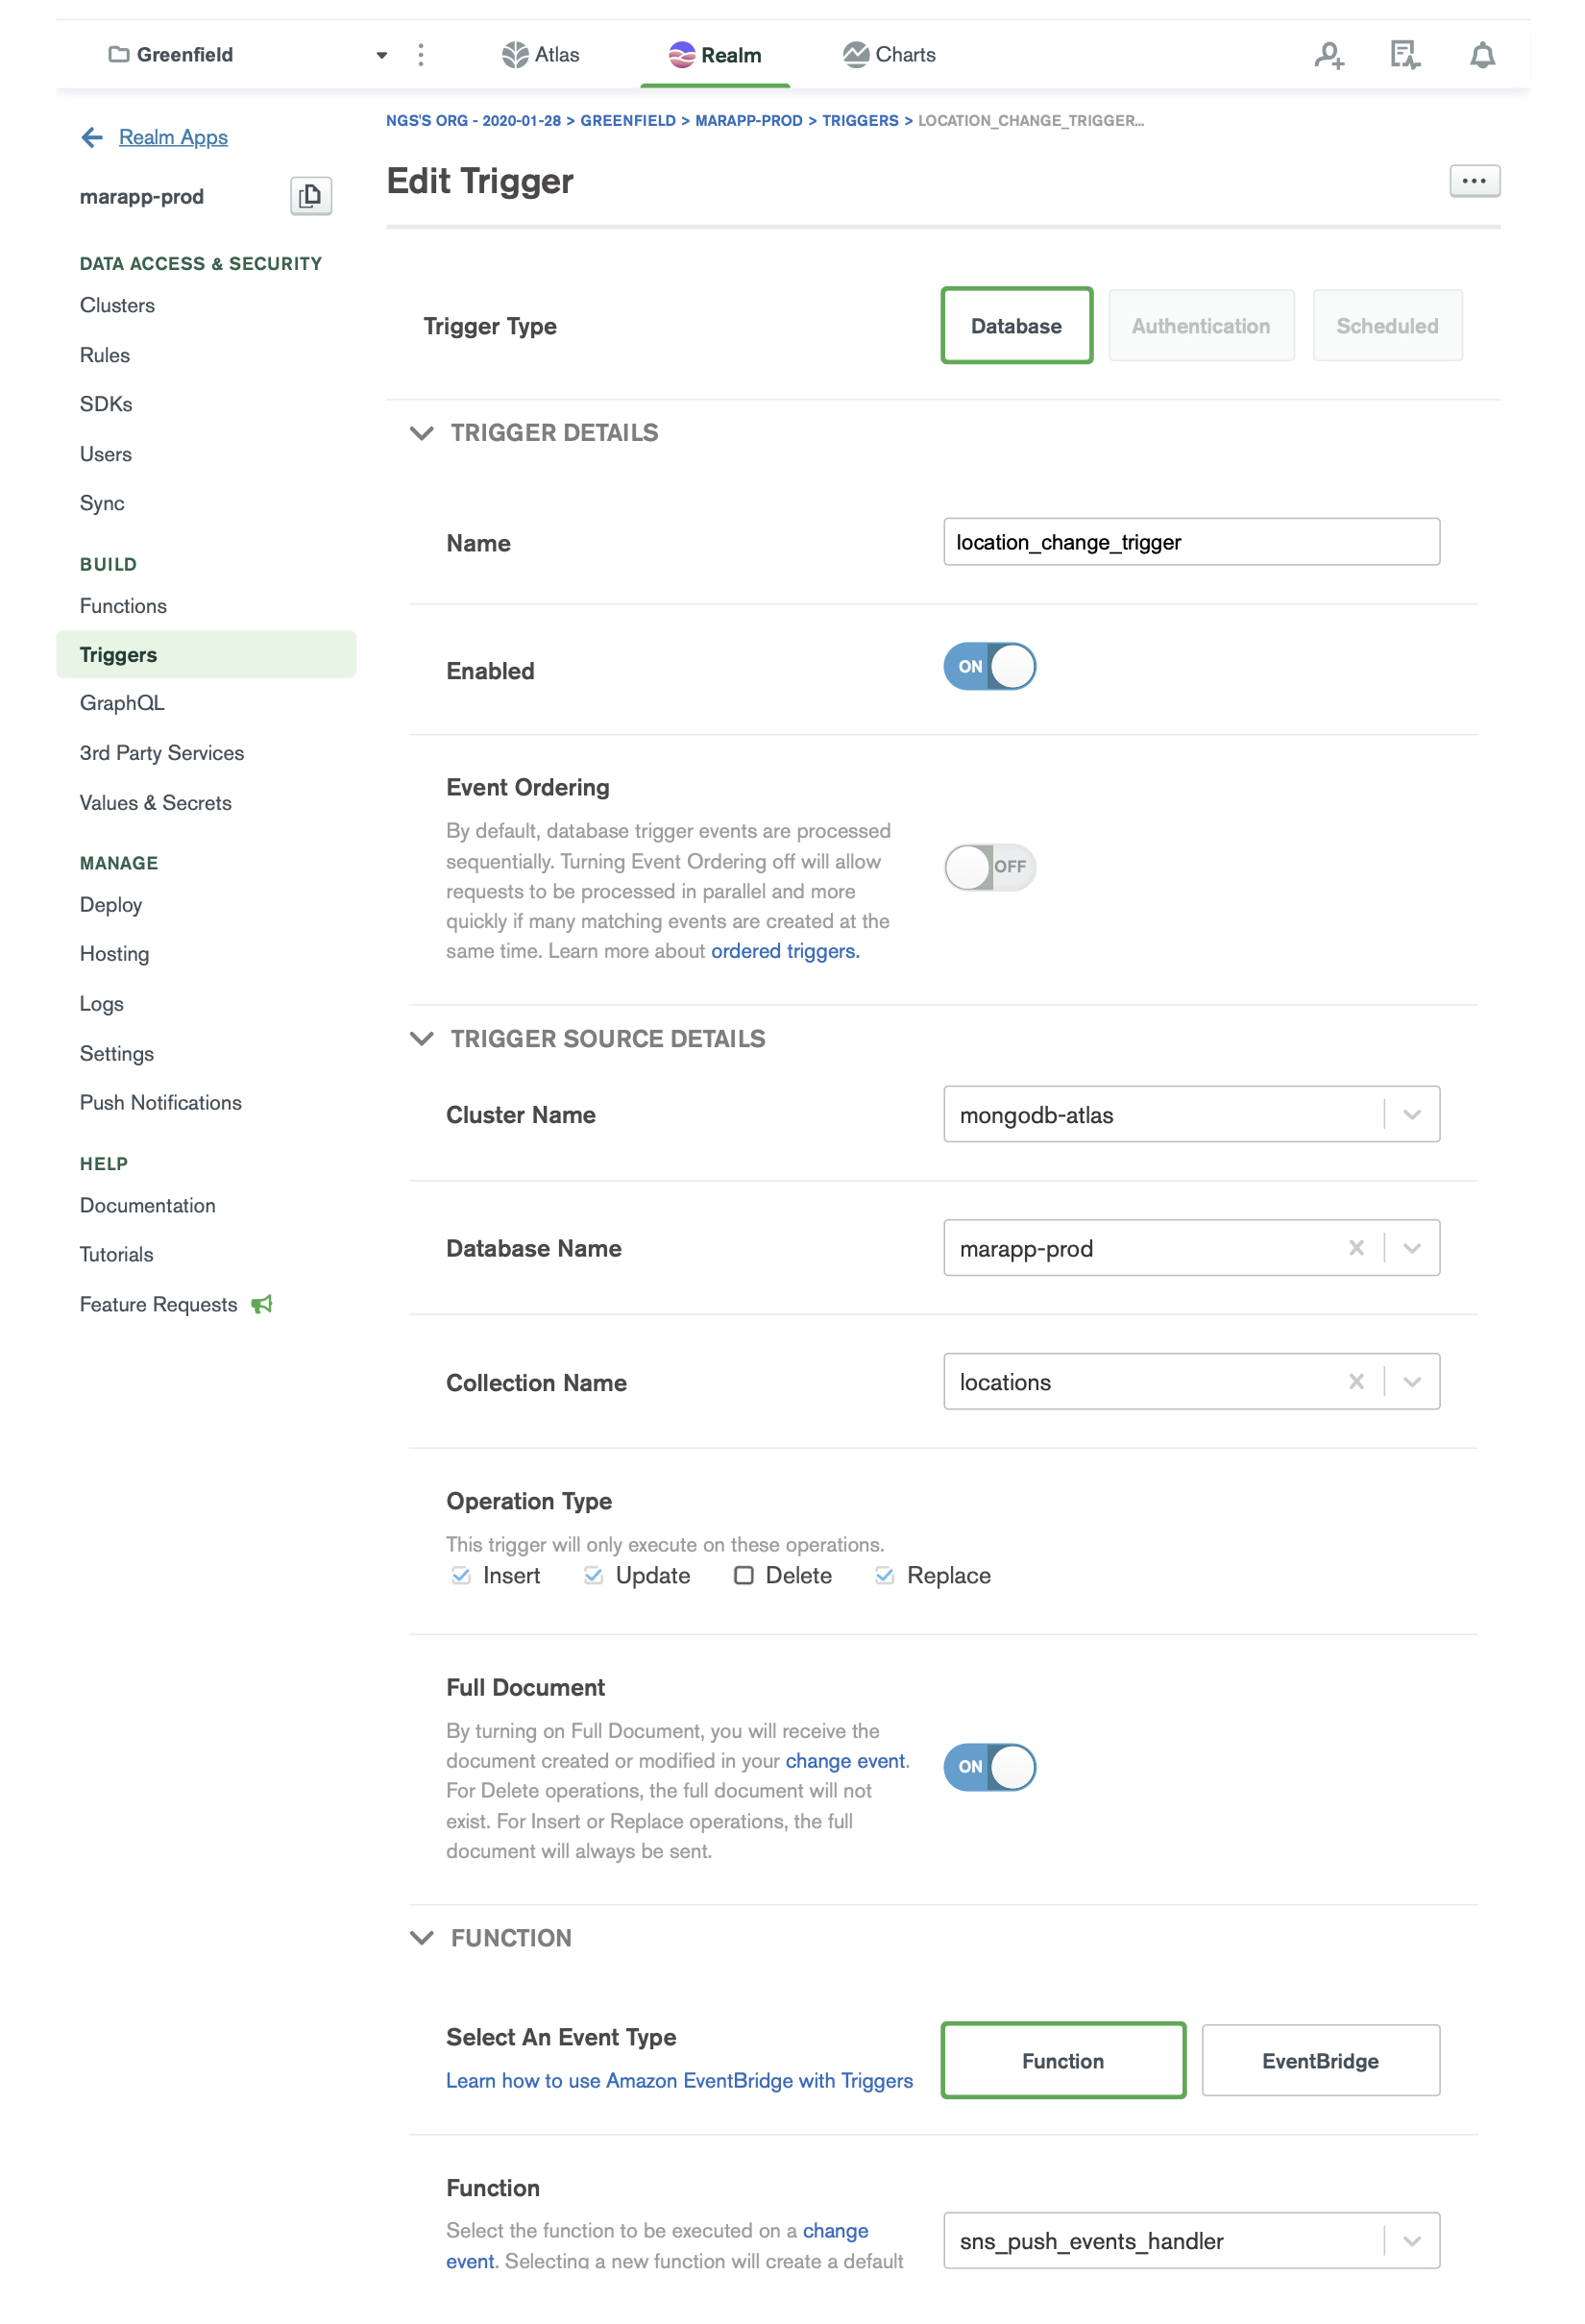 Greenfield
Atlas
Realm
Charts
Realm Apps
marapp-prod
DATA ACCESS & SECURITY
Clusters
Rules
SDKs
Users
Sync
BUILD
Functions
Triggers
GraphQL
3rd Party Services
Values & Secrets
MANAGE
Deploy
Hosting
Logs
Settings
Push Notifications
HELP
Documentation
Tutorials
Feature Requests
NGS'S ORG - 2020-01-28 > GREENFIELD > MARAPP-PROD > TRIGGERS > LOCATION_CHANGE_TRIGGER...
Edit Trigger
Trigger Type
Database
Authentication
Scheduled
TRIGGER DETAILS
Name
location_change_trigger
Enabled
ON
Event Ordering
By default, database trigger events are processed
sequentially. Turning Event Ordering off will allow
requests to be processed in parallel and more
quickly if many matching events are created at the
same time. Learn more about ordered triggers.
OFF
TRIGGER SOURCE DETAILS
Cluster Name
mongodb-atlas
Database Name
marapp-prod
Collection Name
locations
Operation Type
This trigger will only execute on these operations.
Insert Update Delete Replace
Full Document
By turning on Full Document, you will receive the
document created or modified in your change event.
For Delete operations, the full document will not
exist. For Insert or Replace operations, the full
document will always be sent.
ON
FUNCTION
Select An Event Type
Learn how to use Amazon EventBridge with Triggers
Function
EventBridge
Function
Select the function to be executed on a change
event. Selecting a new function will create a default
sns_push_events_handler